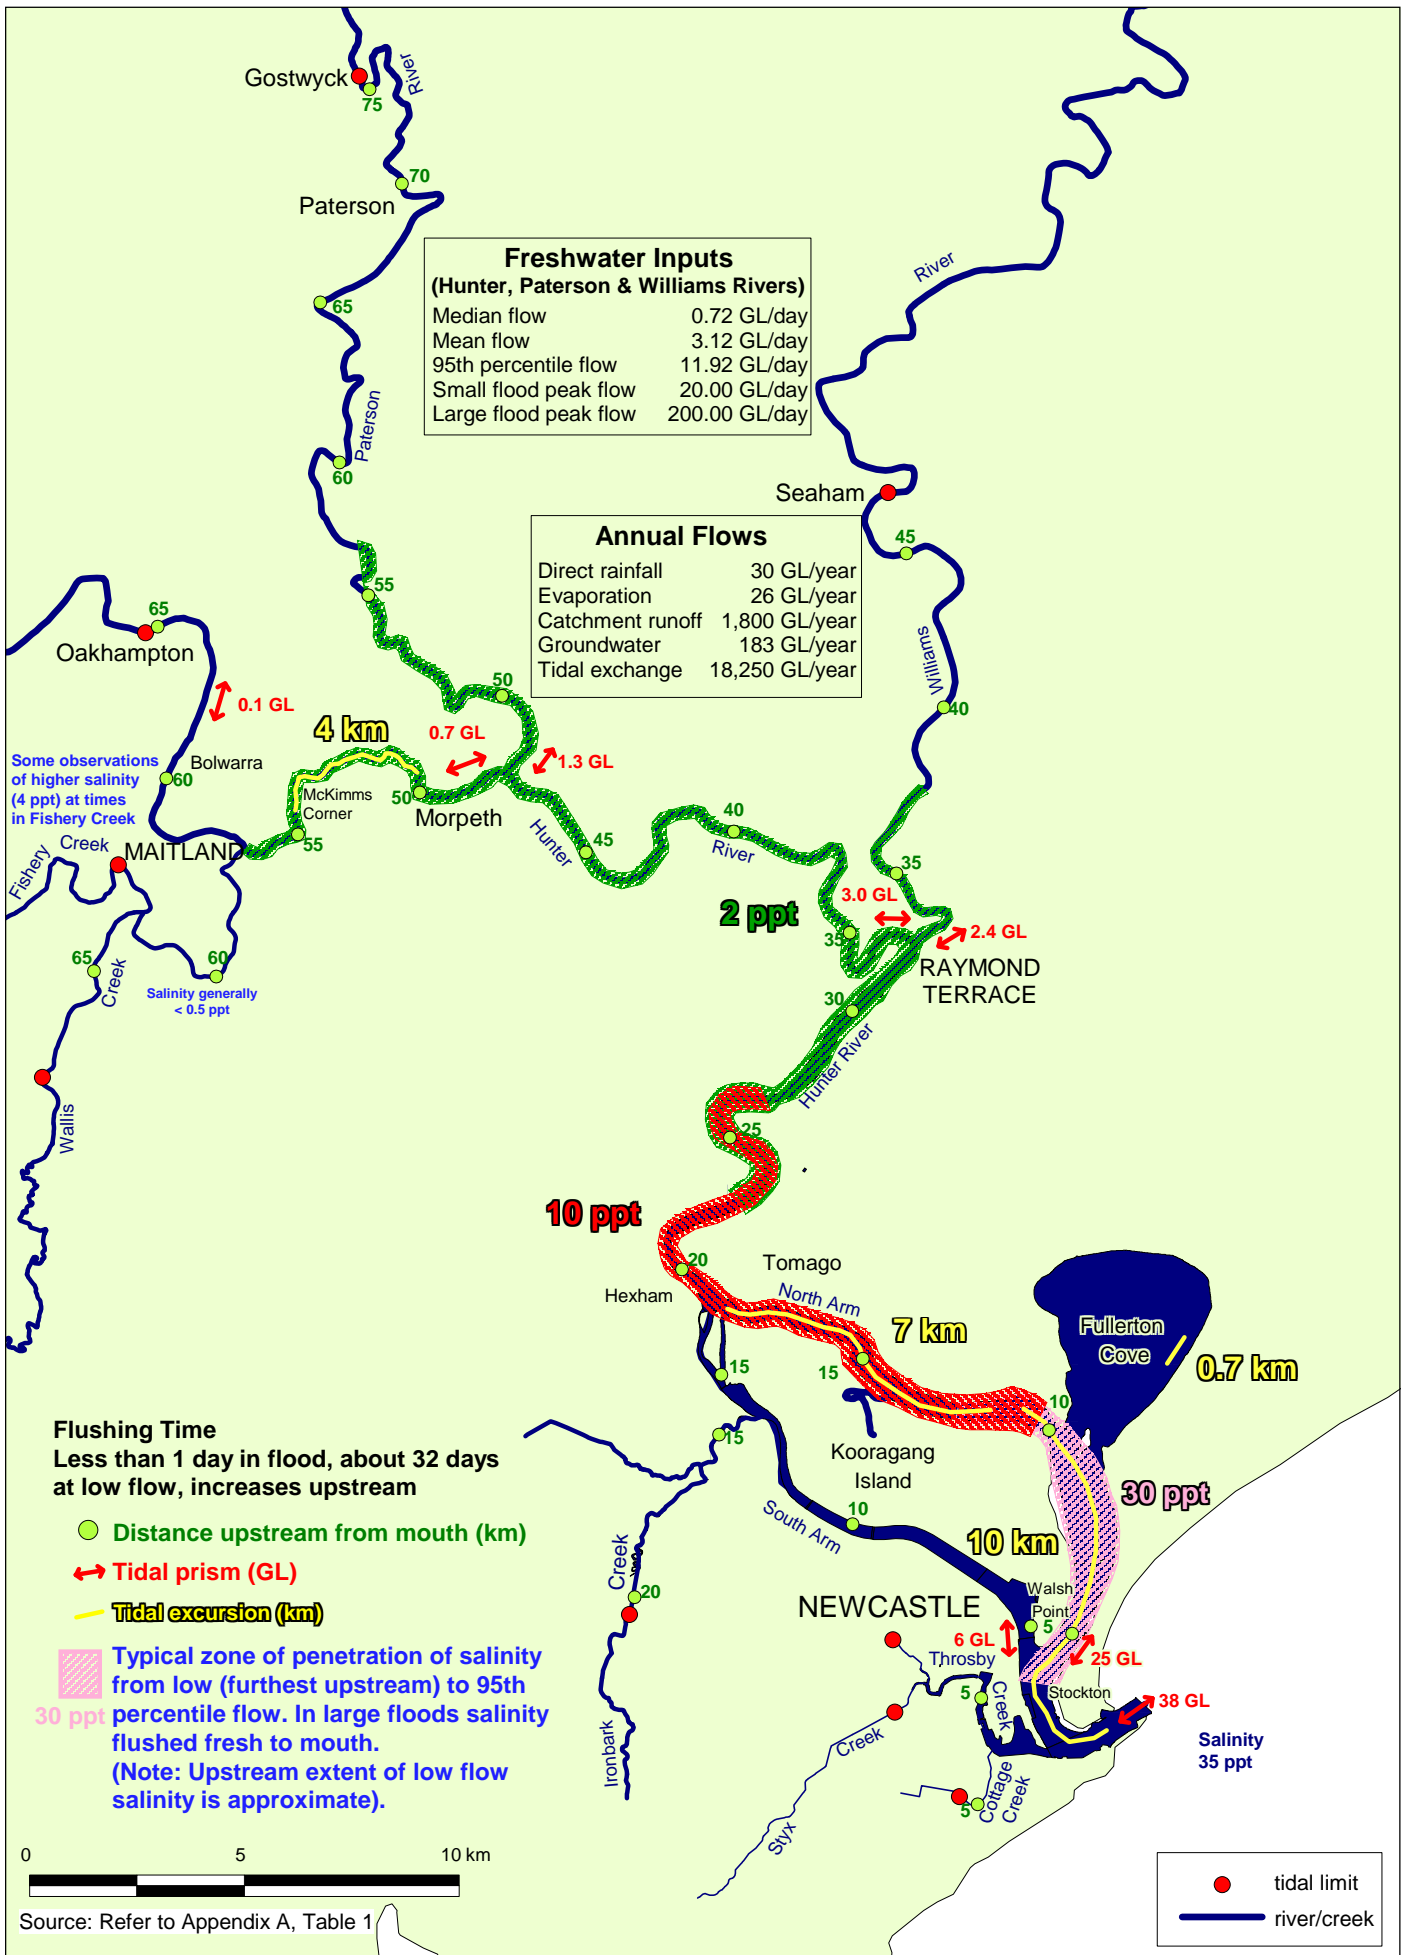 River
Gostwyck
75
70
Paterson
Freshwater Inputs
(Hunter, Paterson & Williams Rivers)
Median flow 0.72 GL/day
Mean flow 3.12 GL/day
95th percentile flow 11.92 GL/day
Small flood peak flow 20.00 GL/day
Large flood peak flow 200.00 GL/day
River
65
Paterson
60
Seaham
45
Annual Flows
Direct rainfall 30 GL/year
Evaporation 26 GL/year
Catchment runoff 1,800 GL/year
Groundwater 183 GL/year
Tidal exchange 18,250 GL/year
55
65
Oakhampton
Williams
50
0.1 GL
40
4 km
0.7 GL
1.3 GL
Some observations
of higher salinity
(4 ppt) at times
in Fishery Creek
Bolwarra
60
McKimms
Corner
50
Morpeth
55
Hunter
45
40
River
Fishery
Creek
MAITLAND
35
3.0 GL
2 ppt
35
2.4 GL
RAYMOND
TERRACE
65
Creek
60
Salinity generally
< 0.5 ppt
30
Hunter River
Wallis
25
10 ppt
20
Hexham
Tomago
North Arm
7 km
Fullerton
Cove
0.7 km
15
15
10
Kooragang
Island
15
30 ppt
South Arm
10
10 km
Flushing Time
Less than 1 day in flood, about 32 days
at low flow, increases upstream
Distance upstream from mouth (km)
Tidal prism (GL)
Tidal excursion (km)
Typical zone of penetration of salinity
from low (furthest upstream) to 95th
30 ppt percentile flow. In large floods salinity
flushed fresh to mouth.
(Note: Upstream extent of low flow
salinity is approximate).
Creek
20
Ironbark
NEWCASTLE
Walsh
Point
5
6 GL
Throsby
Creek
5
25 GL
Stockton
38 GL
Salinity
35 ppt
Creek
Styx
5
Cottage
Creek
0 5 10 km
Source: Refer to Appendix A, Table 1
tidal limit
river/creek